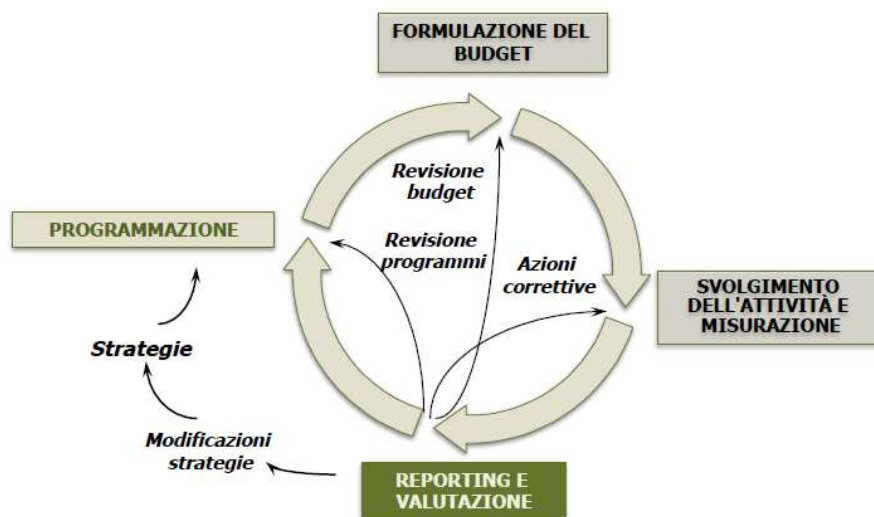 FORMULAZIONE DEL
BUDGET
Revisione
budget
PROGRAMMAZIONE
Revisione
programmi
Azioni
correttive
SVOLGIMENTO
DELL'ATTIVITÀ E
MISURAZIONE
Strategie
Modificazioni
strategie
REPORTING E
VALUTAZIONE